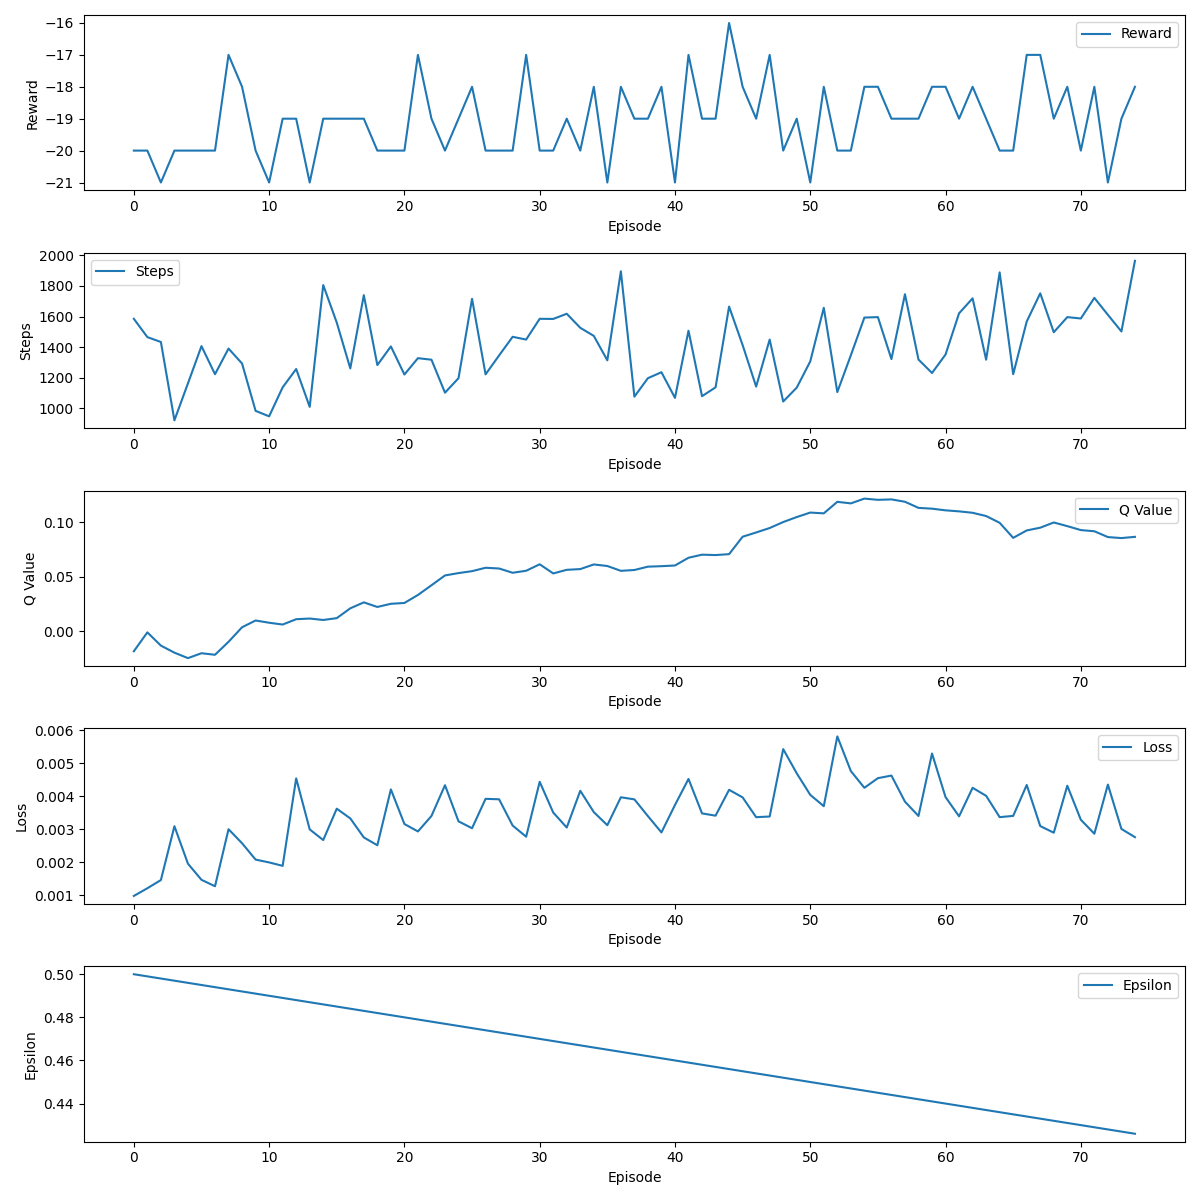 −16
−17
−18
−19
−20
−21
Reward
Reward
0 10 20 30 40 50 60 70
Episode
2000
1800
1600
1400
1200
1000
Steps
Steps
0 10 20 30 40 50 60 70
Episode
0.10
0.05
0.00
Q Value
Q Value
0 10 20 30 40 50 60 70
Episode
0.006
0.005
0.004
0.003
0.002
0.001
Loss
Loss
0 10 20 30 40 50 60 70
Episode
0.50
0.48
0.46
0.44
Epsilon
Epsilon
0 10 20 30 40 50 60 70
Episode